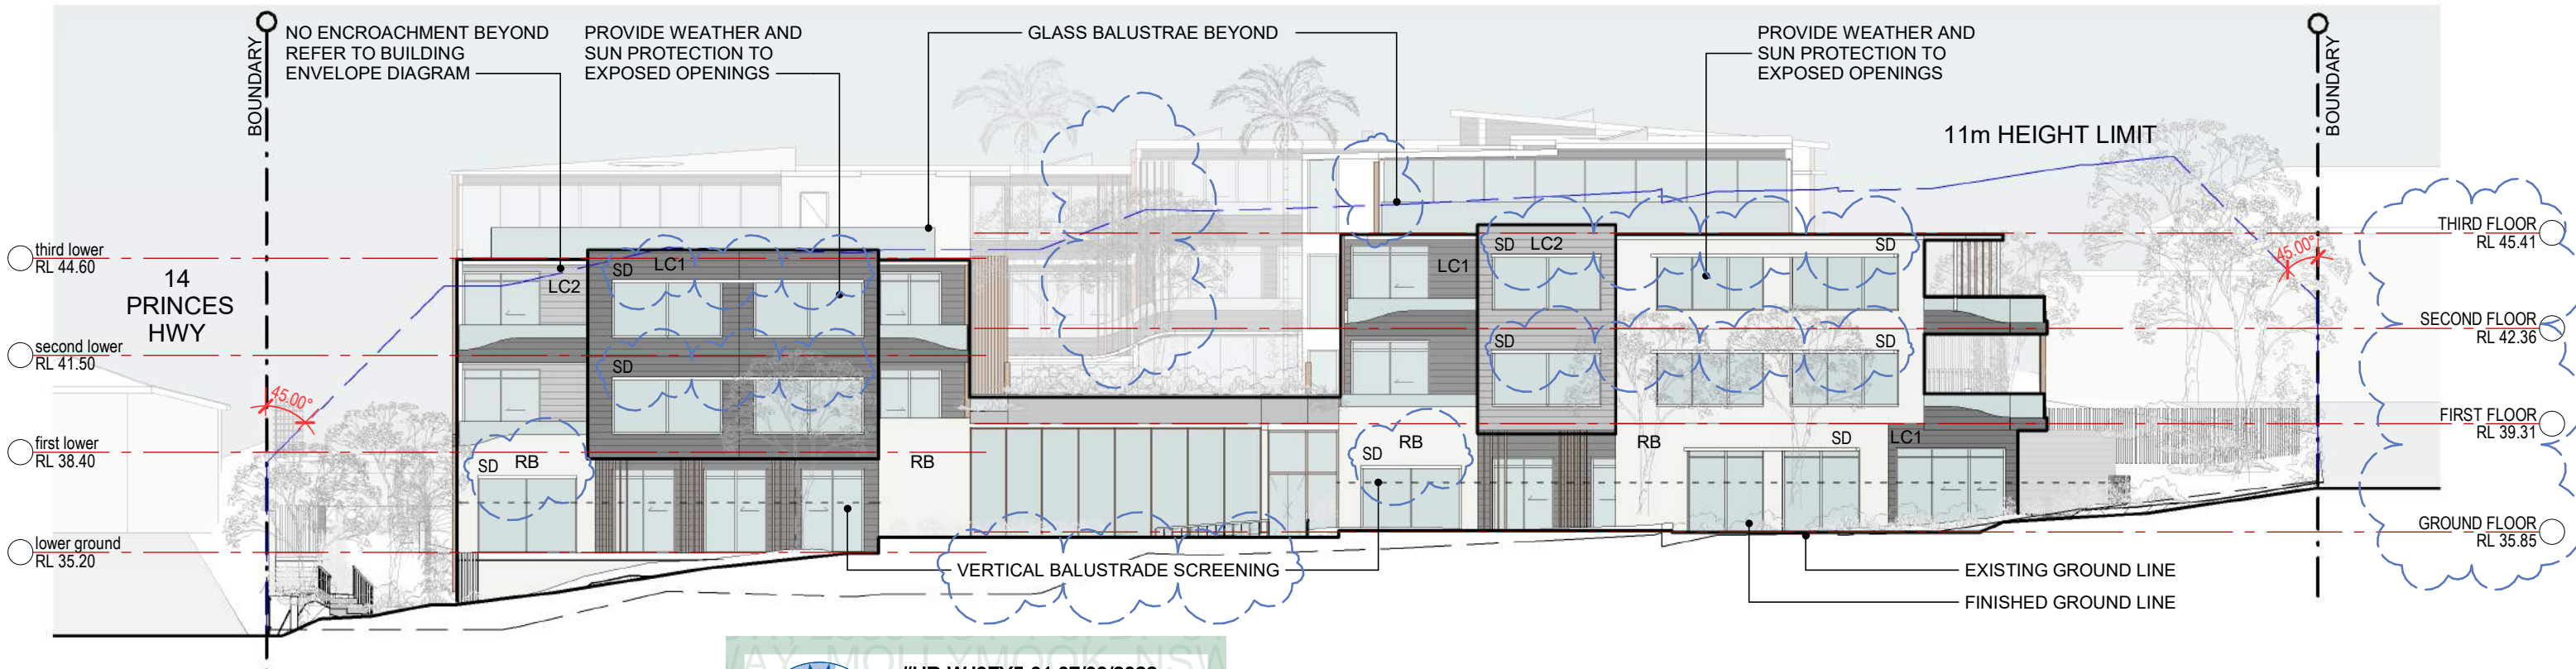 BOUNDARY
NO ENCROACHMENT BEYOND
REFER TO BUILDING
ENVELOPE DIAGRAM
PROVIDE WEATHER AND
SUN PROTECTION TO
EXPOSED OPENINGS
GLASS BALUSTRAE BEYOND
PROVIDE WEATHER AND
SUN PROTECTION TO
EXPOSED OPENINGS
BOUNDARY
11m HEIGHT LIMIT
third lower
RL 44.60
14
PRINCES
HWY
second lower
RL 41.50
45.00°
first lower
RL 38.40
lower ground
RL 35.20
LC2
SD
LC1
SD
SD
RB
RB
LC1
SD
LC2
SD
SD
SD
SD
RB
RB
SD
LC1
45.00°
THIRD FLOOR
RL 45.41
SECOND FLOOR
RL 42.36
FIRST FLOOR
RL 39.31
GROUND FLOOR
RL 35.85
VERTICAL BALUSTRADE SCREENING
EXISTING GROUND LINE
FINISHED GROUND LINE
MOLLYMOOK, NSW